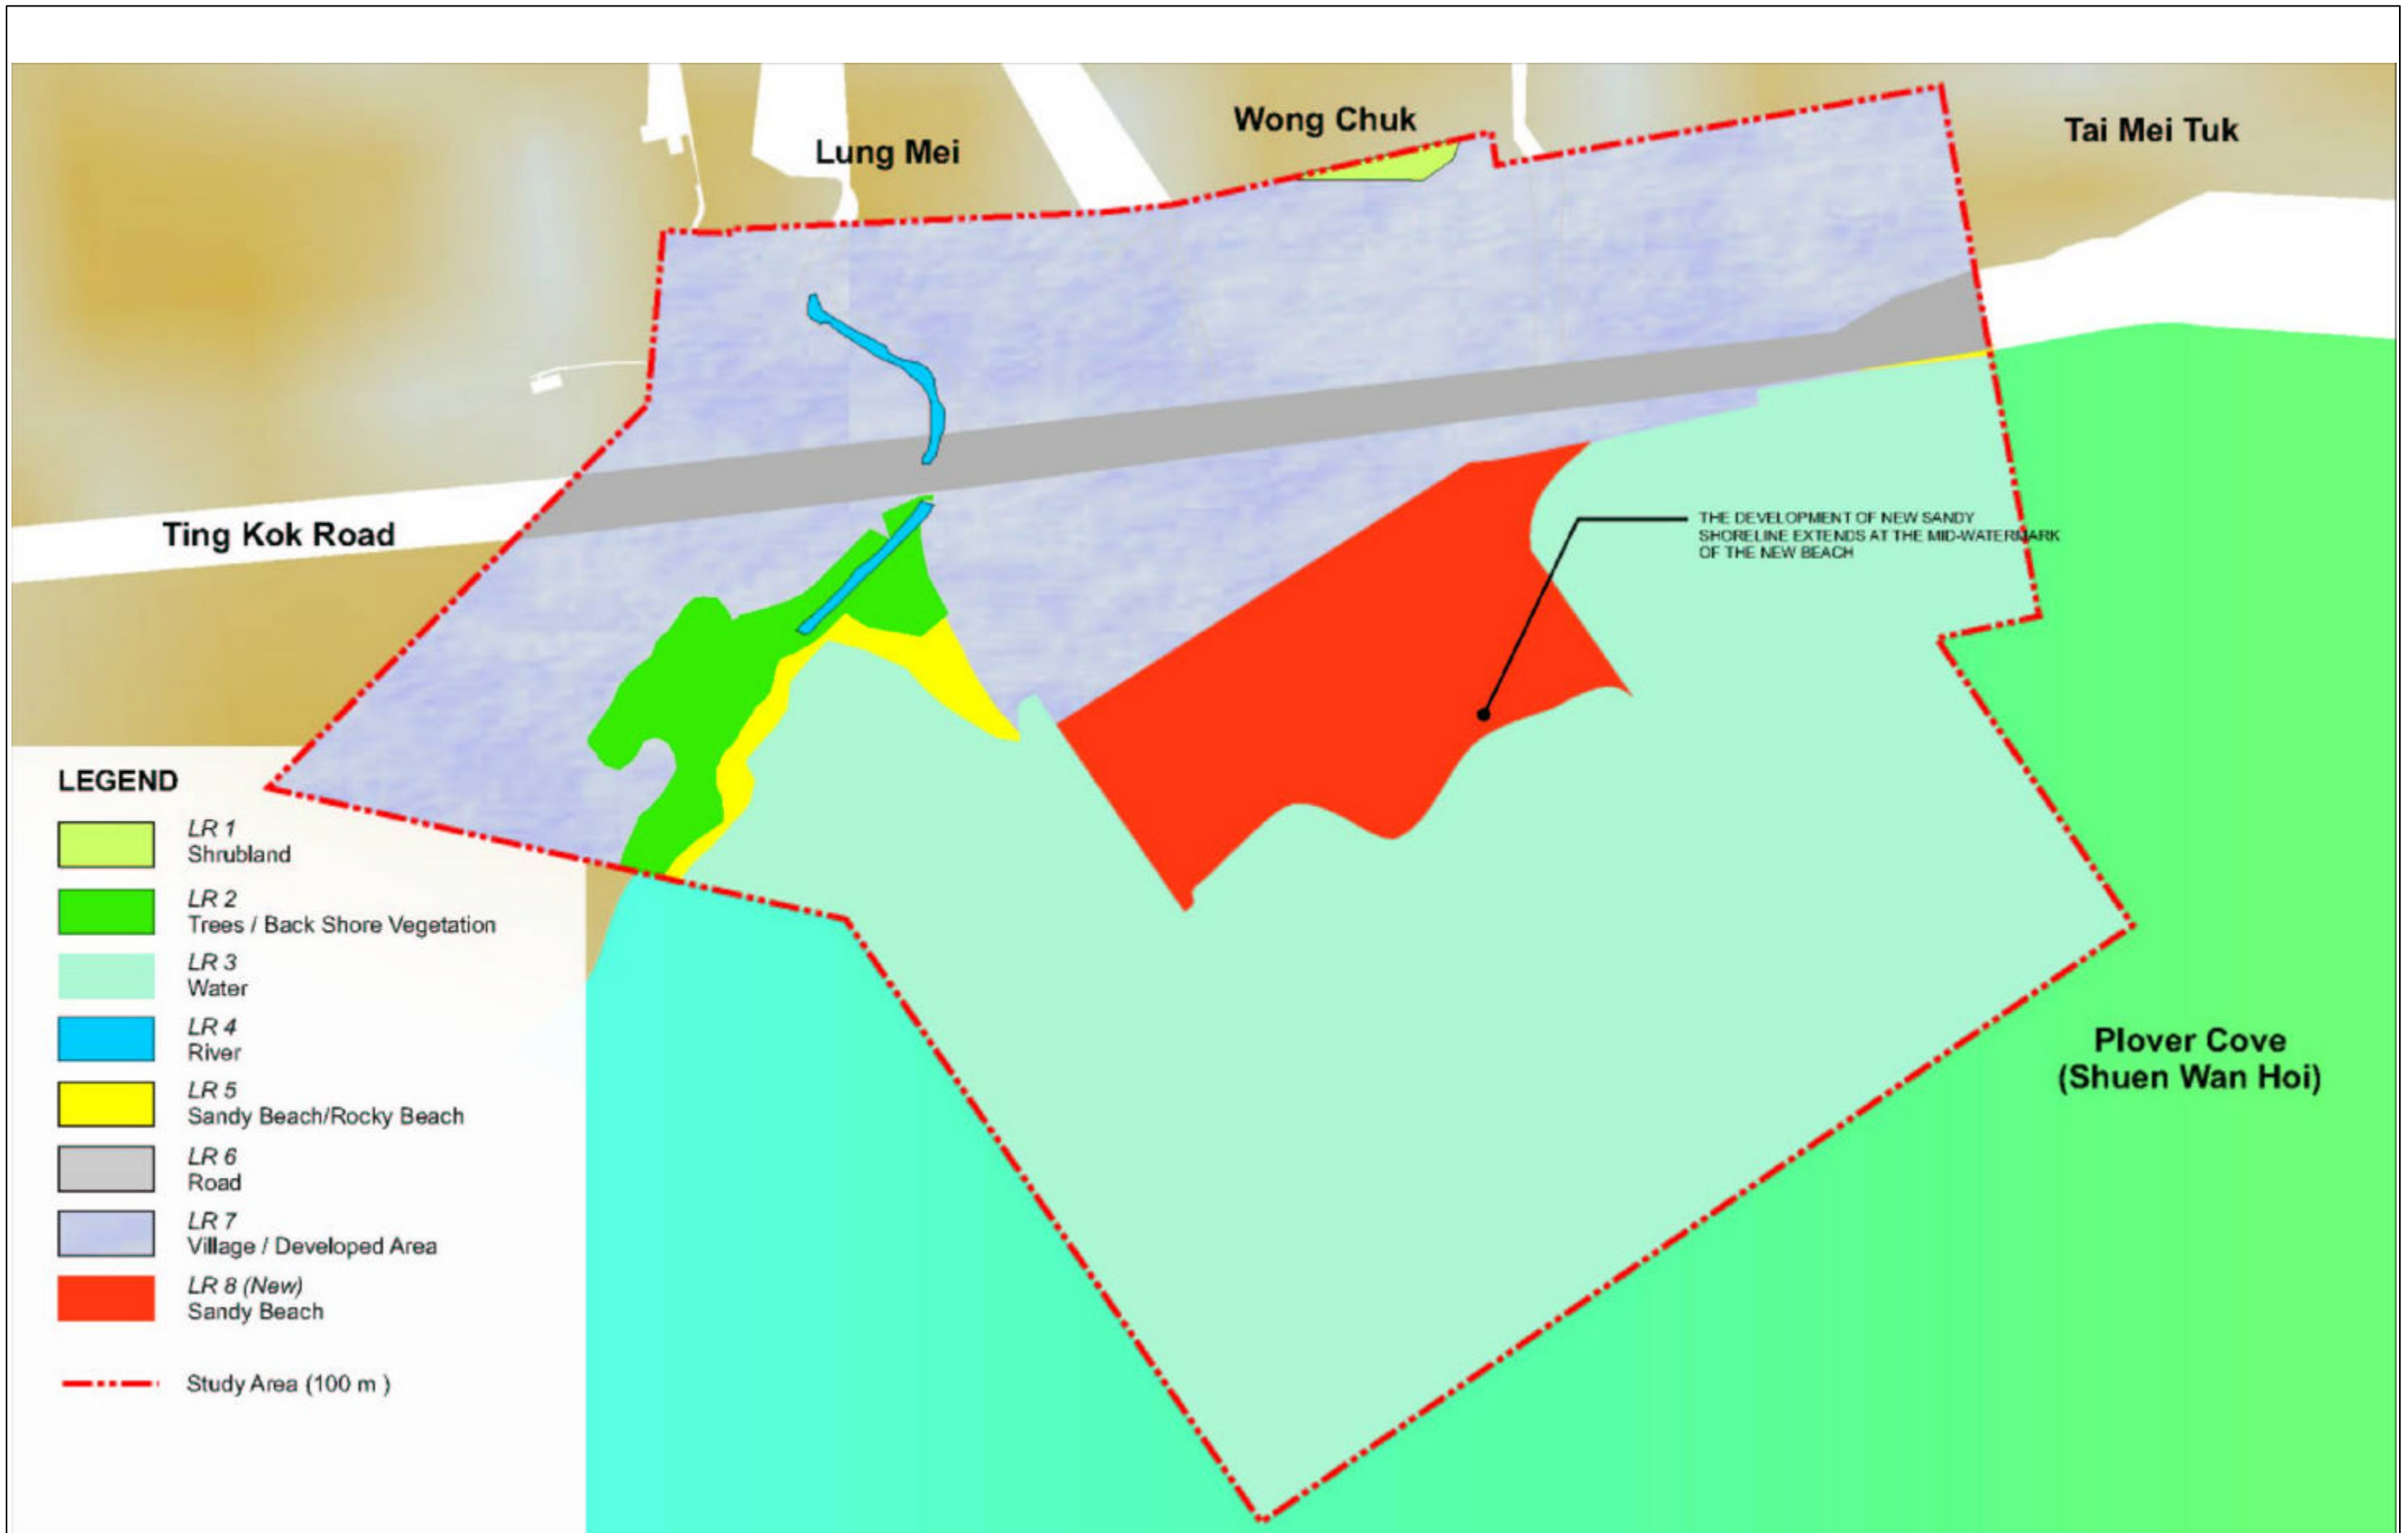 Wong Chuk
Tai Mei Tuk
Lung Mei
Ting Kok Road
THE DEVELOPMENT OF NEW SANDY
SHORELINE EXTENDS AT THE MID-WATERMARK
OF THE NEW BEACH
LEGEND
LR 1
Shrubland
LR 2
Trees / Back Shore Vegetation
LR 3
Water
LR 4
River
LR 5
Sandy Beach/Rocky Beach
LR 6
Road
LR 7
Village / Developed Area
LR 8 (New)
Sandy Beach
Study Area (100 m )
Plover Cove
(Shuen Wan Hoi)